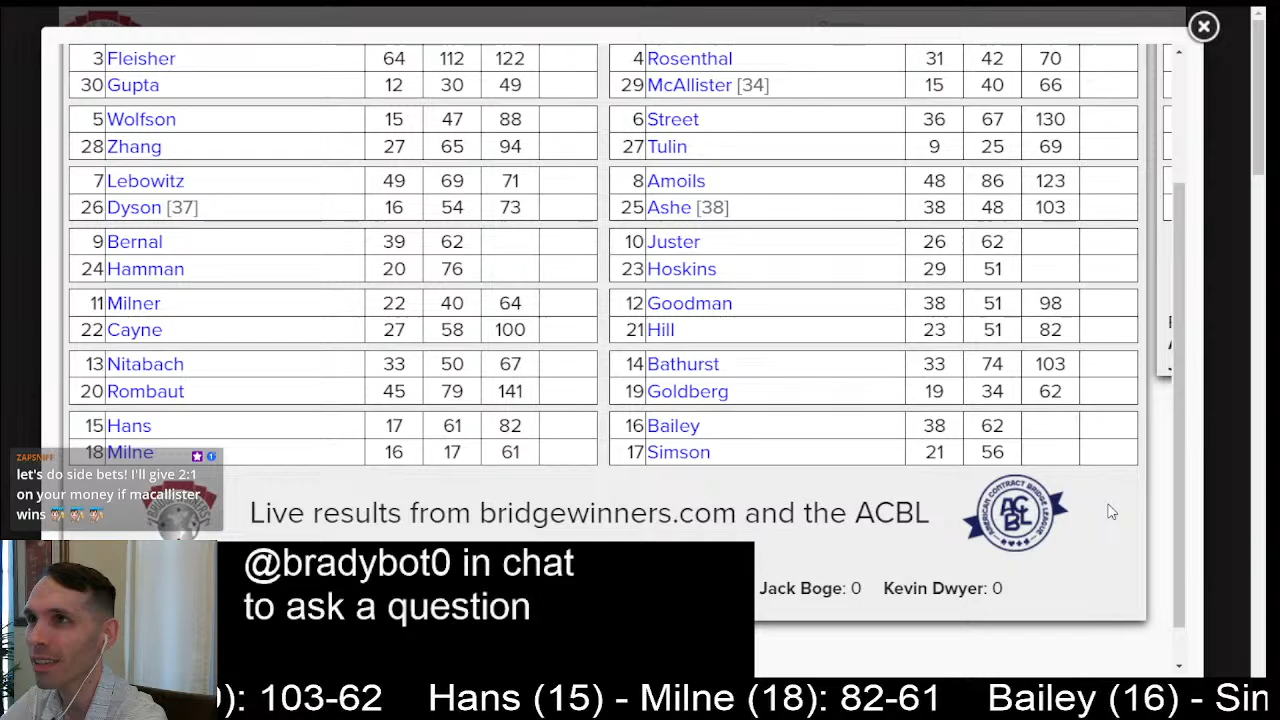 3 Fleisher 64 112 122
30 Gupta 12 30 49
4 Rosenthal 31 42 70
29 McAllister [34] 15 40 66
5 Wolfson 15 47 88
28 Zhang 27 65 94
6 Street 36 67 130
27 Tulin 9 25 69
7 Lebowitz 49 69 71
26 Dyson [37] 16 54 73
8 Amoils 48 86 123
25 Ashe [38] 38 48 103
9 Bernal 39 62
24 Hamman 20 76
10 Juster 26 62
23 Hoskins 29 51
11 Milner 22 40 64
22 Cayne 27 58 100
12 Goodman 38 51 98
21 Hill 23 51 82
13 Nitabach 33 50 67
20 Rombaut 45 79 141
14 Bathurst 33 74 103
19 Goldberg 19 34 62
15 Hans 17 61 82
18 Milne 16 17 61
16 Bailey 38 62
17 Simson 21 56
ZAPSNIFF
let's do side bets! I'll give 2:1
on your money if macallister
wins
Live results from bridgewinners.com and the ACBL
AMERICAN CONTRACT BRIDGE LEAGUE
AC
BL
@bradybot0 in chat
to ask a question
Jack Boge: 0 Kevin Dwyer: 0
): 103-62 Hans (15) - Milne (18): 82-61 Bailey (16) - Sin